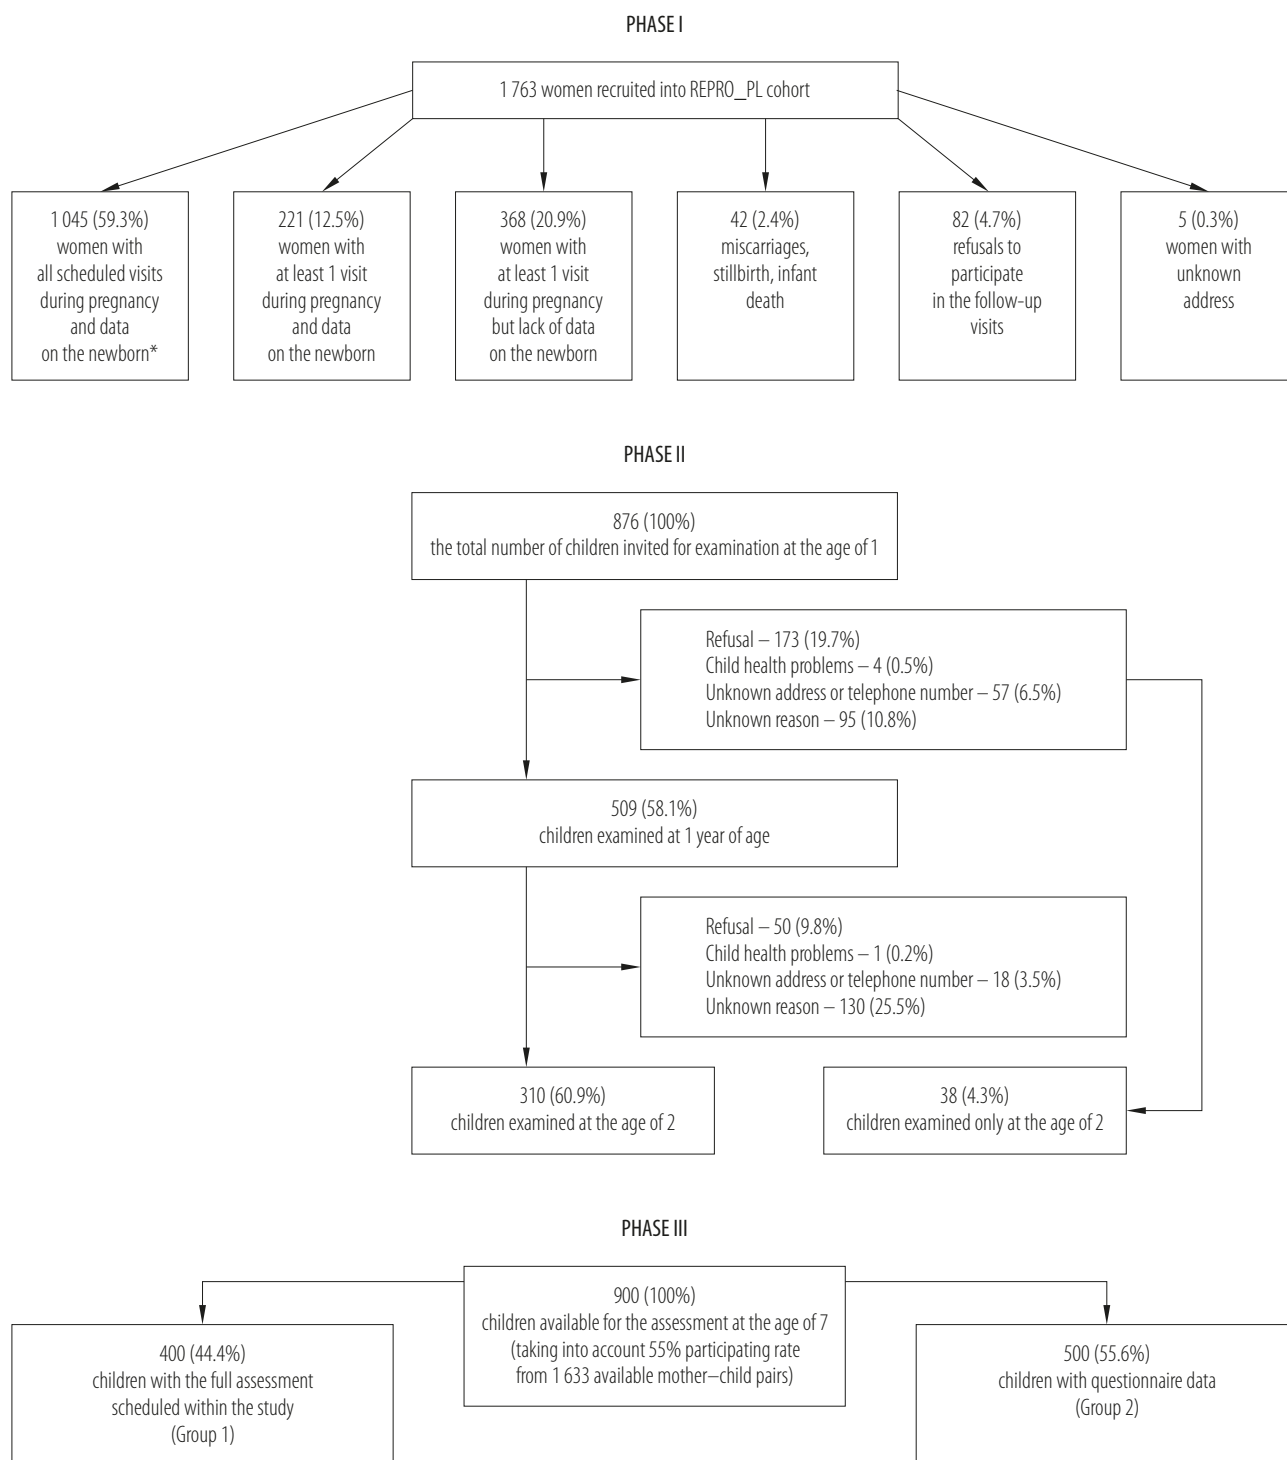 PHASE I
1 763 women recruited into REPRO_PL cohort
1 045 (59.3%)
women with
all scheduled visits
during pregnancy
and data
on the newborn*
221 (12.5%)
women with
at least 1 visit
during pregnancy
and data
on the newborn
368 (20.9%)
women with
at least 1 visit
during pregnancy
but lack of data
on the newborn
42 (2.4%)
miscarriages,
stillbirth, infant
death
82 (4.7%)
refusals to
participate
in the follow-up
visits
5 (0.3%)
women with
unknown
address
PHASE II
876 (100%)
the total number of children invited for examination at the age of 1
Refusal – 173 (19.7%)
Child health problems – 4 (0.5%)
Unknown address or telephone number – 57 (6.5%)
Unknown reason – 95 (10.8%)
509 (58.1%)
children examined at 1 year of age
Refusal – 50 (9.8%)
Child health problems – 1 (0.2%)
Unknown address or telephone number – 18 (3.5%)
Unknown reason – 130 (25.5%)
310 (60.9%)
children examined at the age of 2
38 (4.3%)
children examined only at the age of 2
PHASE III
900 (100%)
children available for the assessment at the age of 7
(taking into account 55% participating rate
from 1 633 available mother–child pairs)
400 (44.4%)
children with the full assessment
scheduled within the study
(Group 1)
500 (55.6%)
children with questionnaire data
(Group 2)